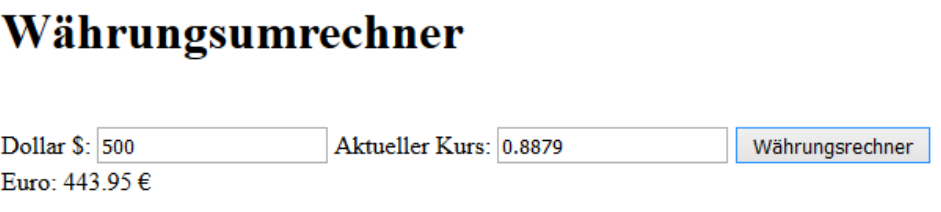 Währungsumrechner
Dollar $: 500 Aktueller Kurs: 0.8879 Währungsrechner
Euro: 443.95 €